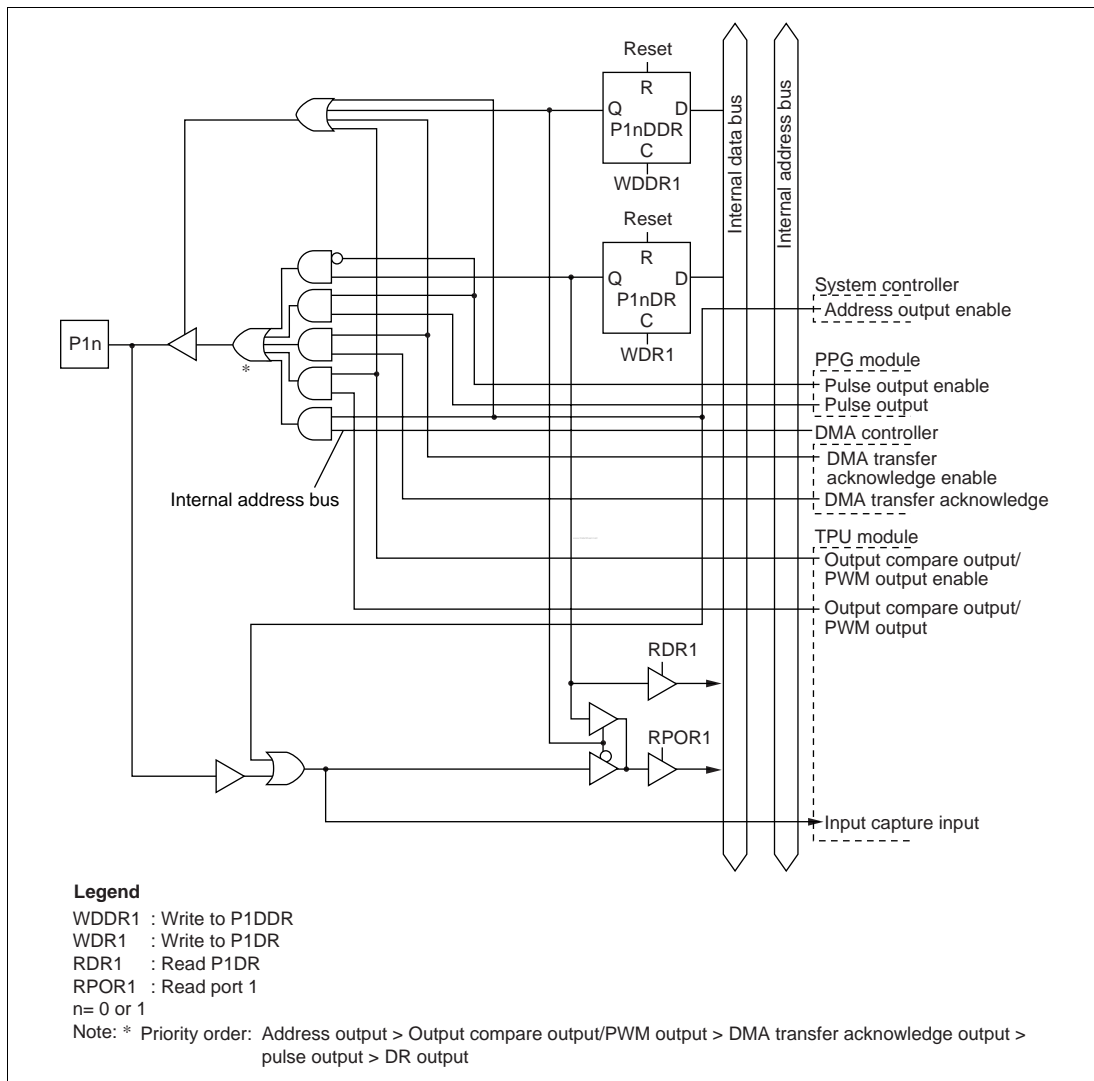 Reset
R
Q D
P1nDDR
C
WDDR1
Internal data bus
Internal address bus
Reset
R
Q D
P1nDR
C
WDR1
System controller
Address output enable
P1n
*
PPG module
Pulse output enable
Pulse output
DMA controller
DMA transfer
acknowledge enable
DMA transfer acknowledge
Internal address bus
TPU module
Output compare output/
PWM output enable
Output compare output/
PWM output
RDR1
RPOR1
Input capture input
Legend
WDDR1 : Write to P1DDR
WDR1 : Write to P1DR
RDR1 : Read P1DR
RPOR1 : Read port 1
n= 0 or 1
Note: * Priority order: Address output > Output compare output/PWM output > DMA transfer acknowledge output >
pulse output > DR output